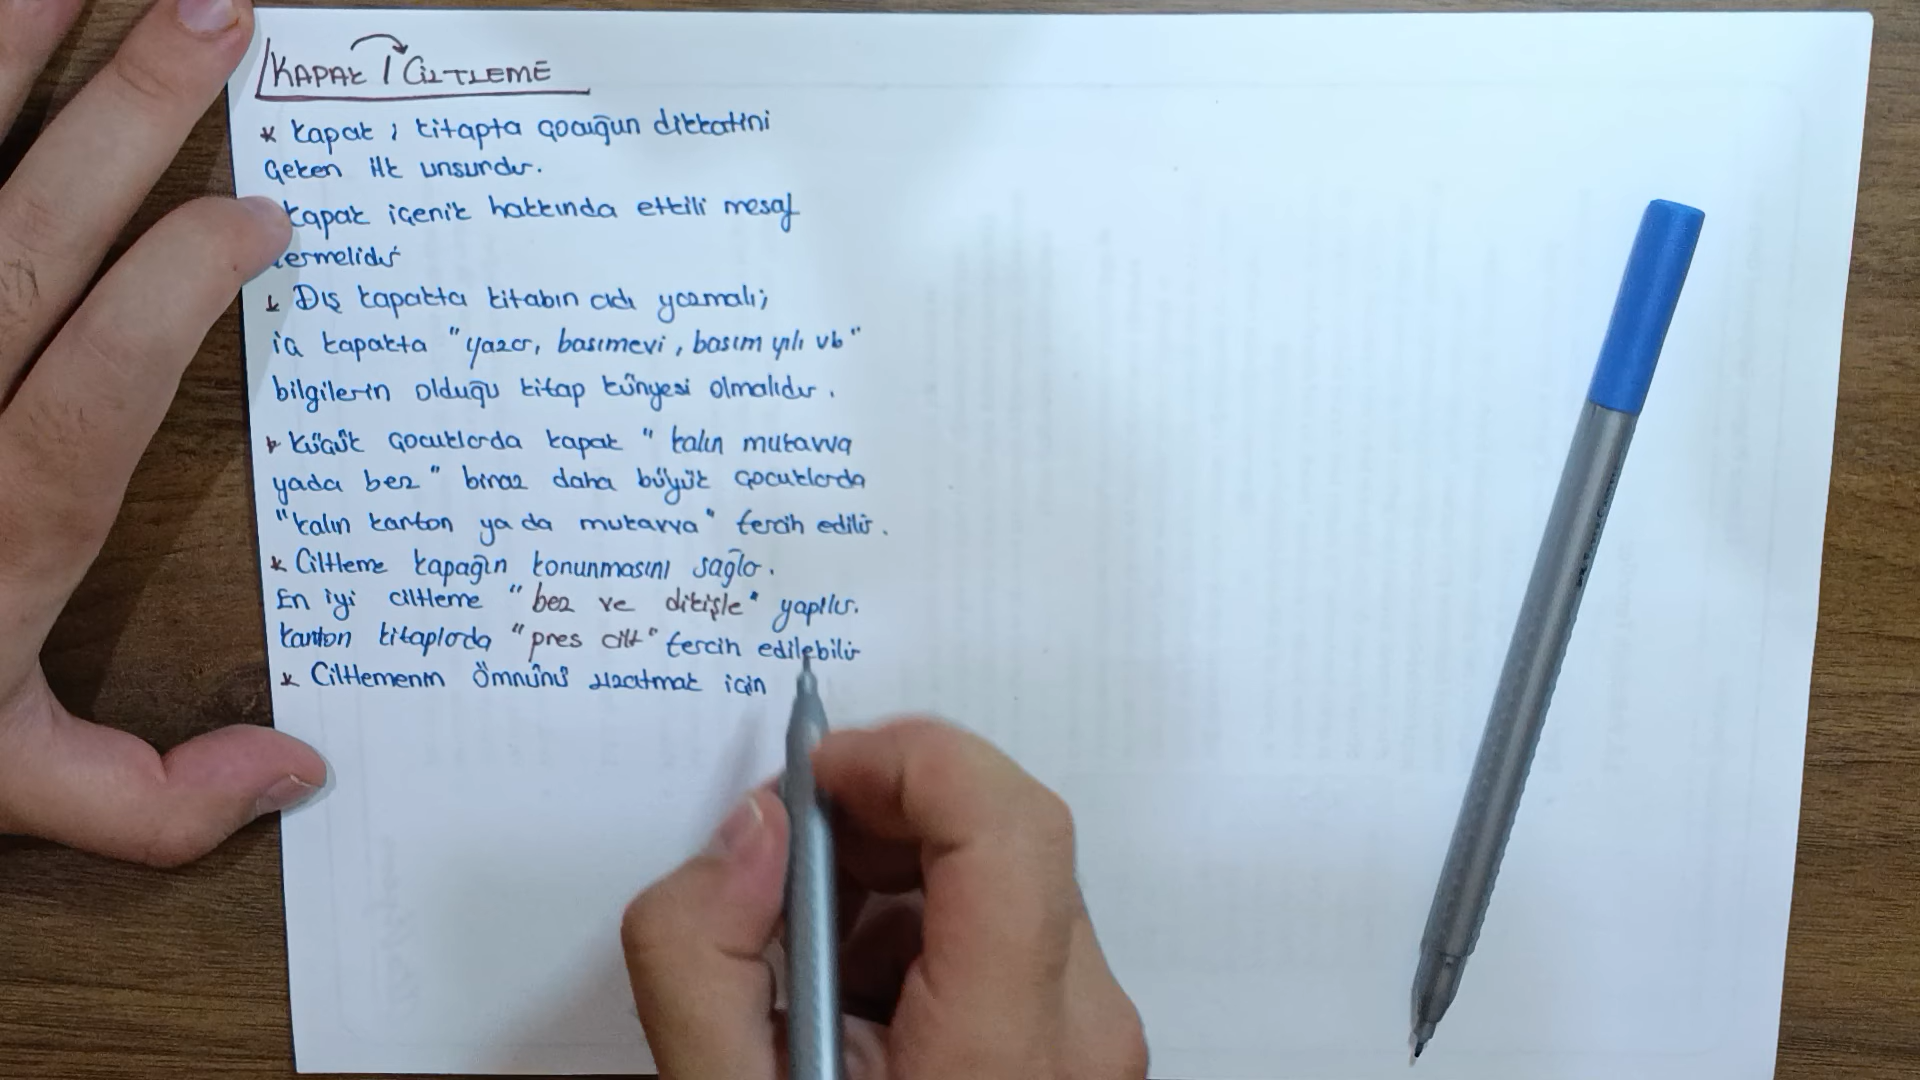 KAPAK / CİLTLEME
* Kapak ; kitapta çocuğun dikkatini
çeken ilk unsurdur.
Kapak içerik hakkında etkili mesaj
vermelidir
* Dış kapakta kitabın adı yazmalı;
iç kapakta "yazar, basımevi, basım yılı vb"
bilgilerin olduğu kitap künyesi olmalıdır.
* Küçük çocuklarda kapak "kalın mukavva
yada bez" biraz daha büyük çocuklarda
"kalın karton ya da mukavva" tercih edilir.
* Ciltleme kapağın korunmasını sağlar.
En iyi ciltleme "bez ve dikişle" yapılır.
Karton kitaplarda "pres cilt" tercih edilebilir
* Ciltlemenin ömrünü uzatmak için